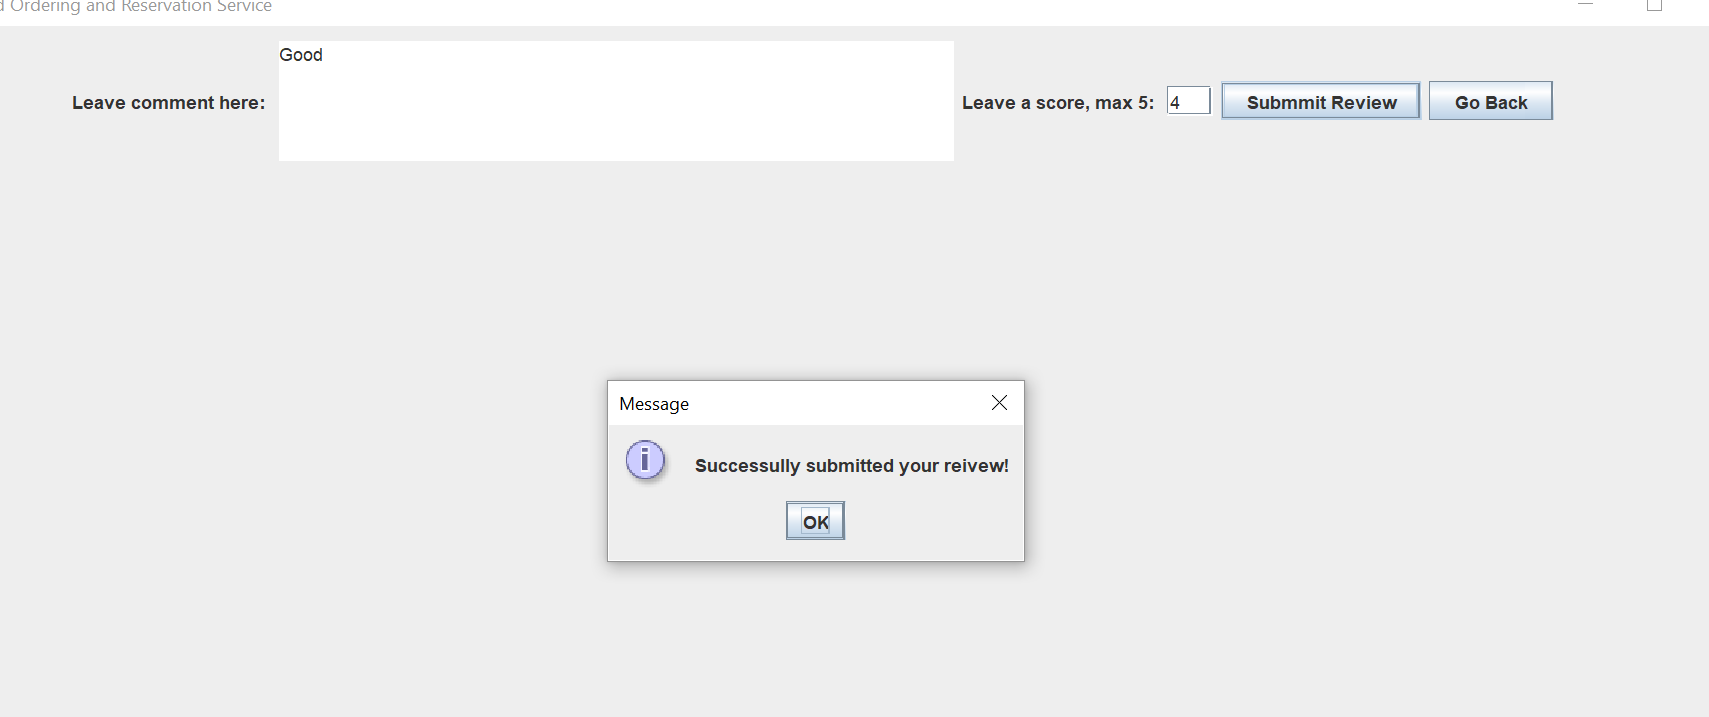 Ordering and Reservation Service
Good
Leave comment here:
Leave a score, max 5:
4
Submmit Review
Go Back
Message
i
Successully submitted your reivew!
OK